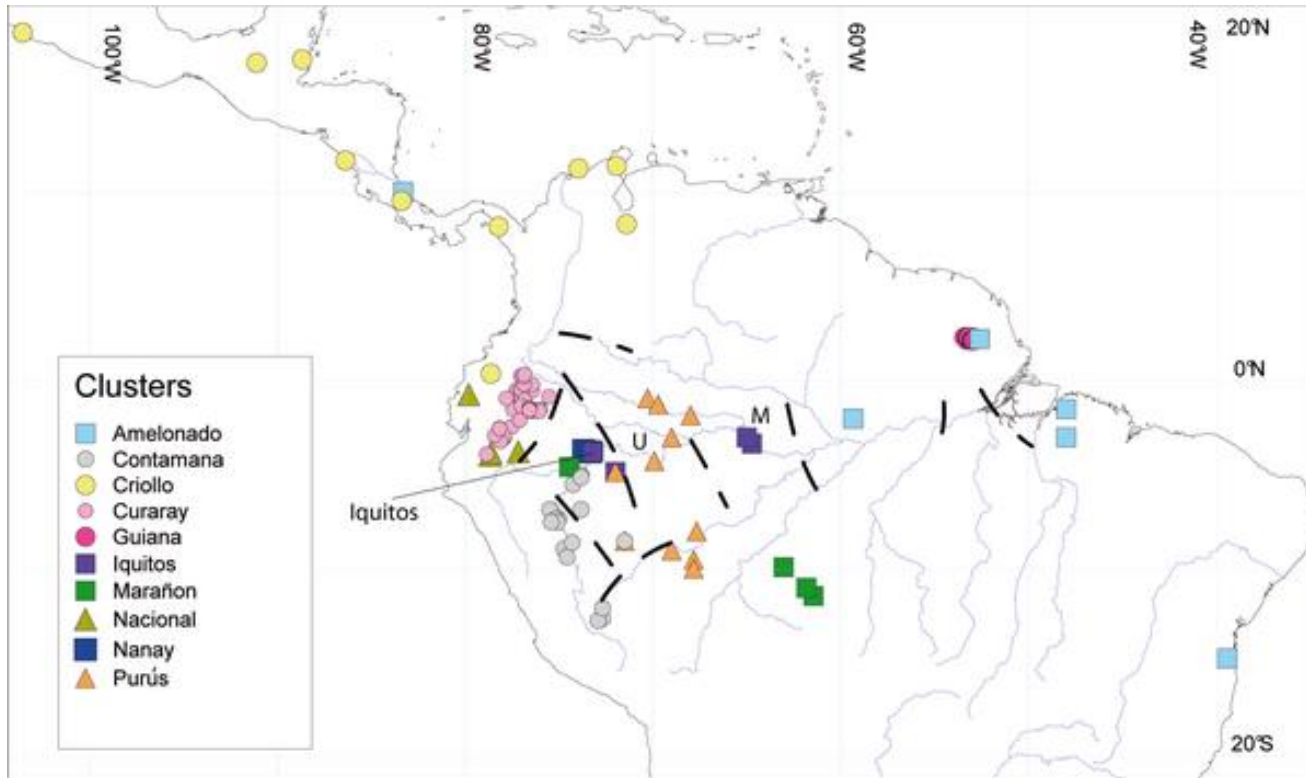 100°W
80°W
60°W
40°W
20°N
0°N
M
U
Iquitos
20°S
Clusters
Amelonado
Contamana
Criollo
Curaray
Guiana
Iquitos
Marañon
Nacional
Nanay
Purús